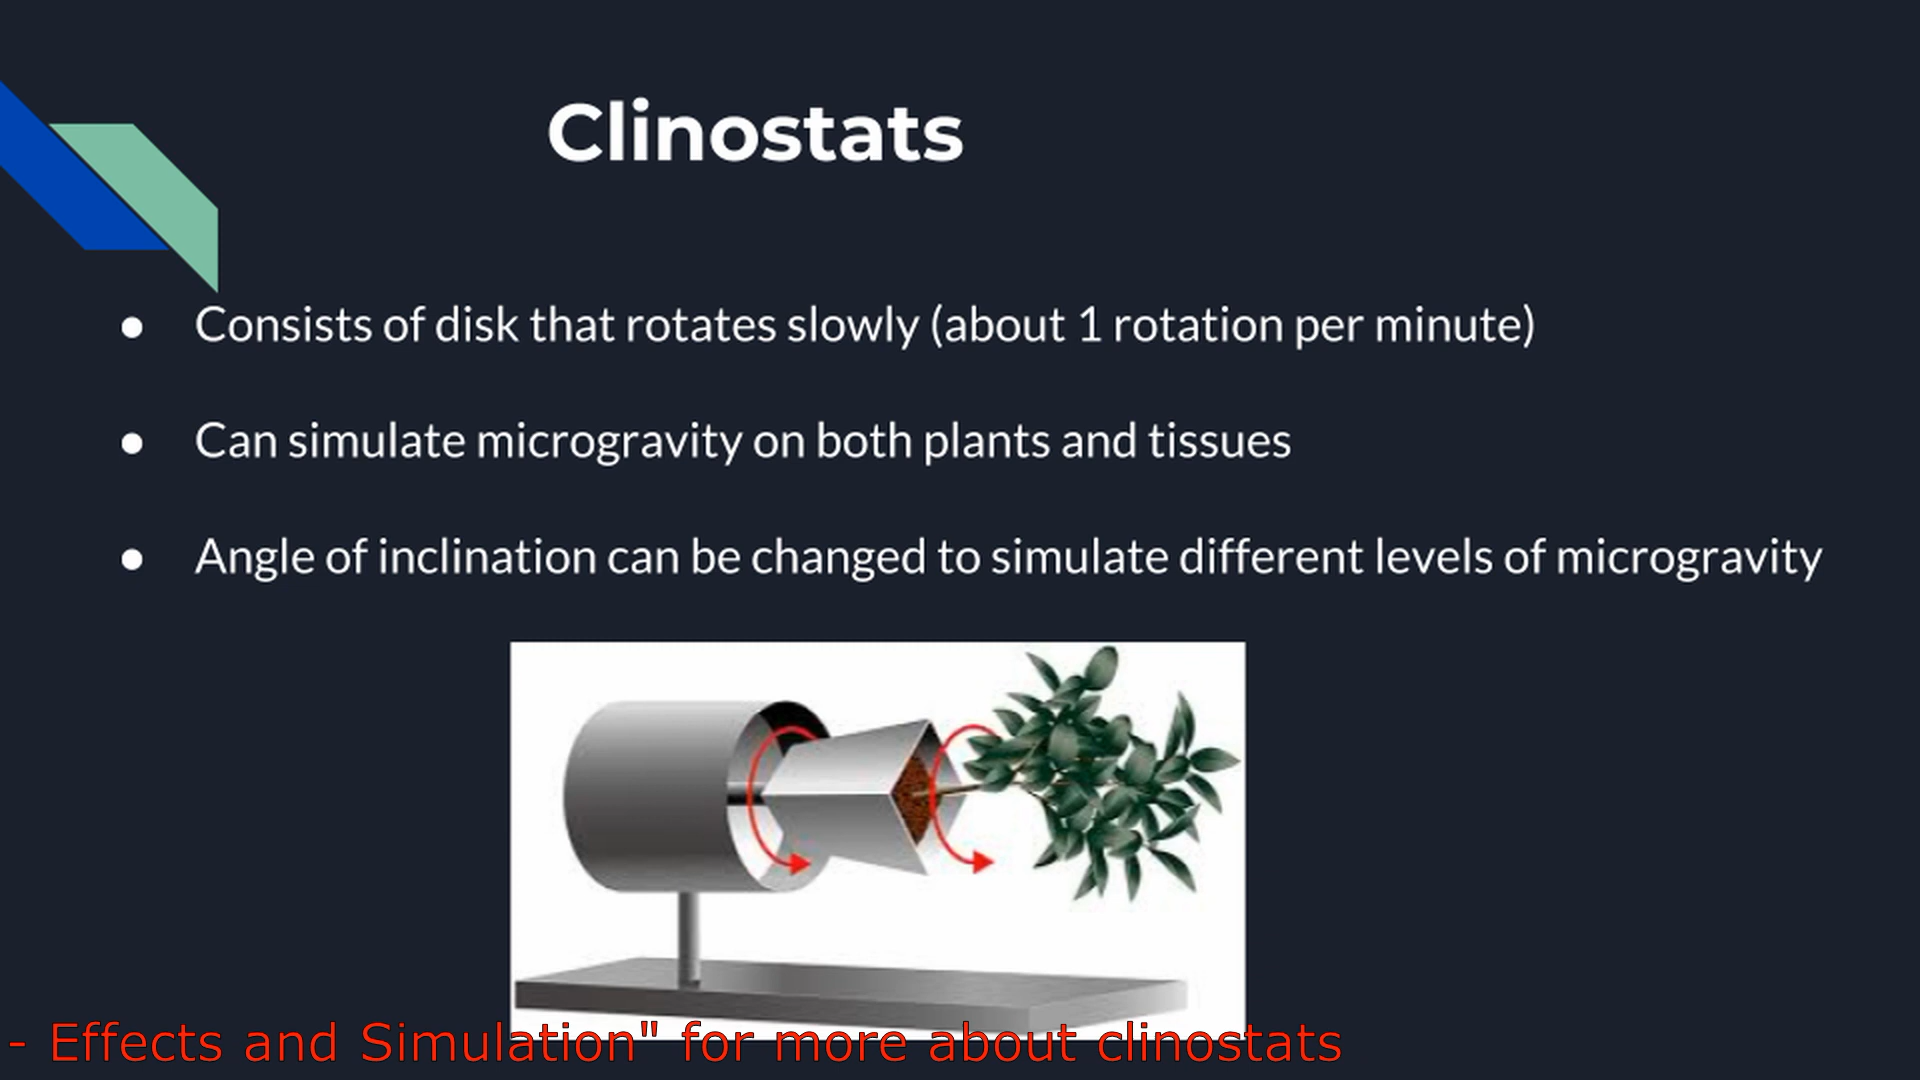 Clinostats
● Consists of disk that rotates slowly (about 1 rotation per minute)
● Can simulate microgravity on both plants and tissues
● Angle of inclination can be changed to simulate different levels of microgravity
- Effects and Simulation" for more about clinostats